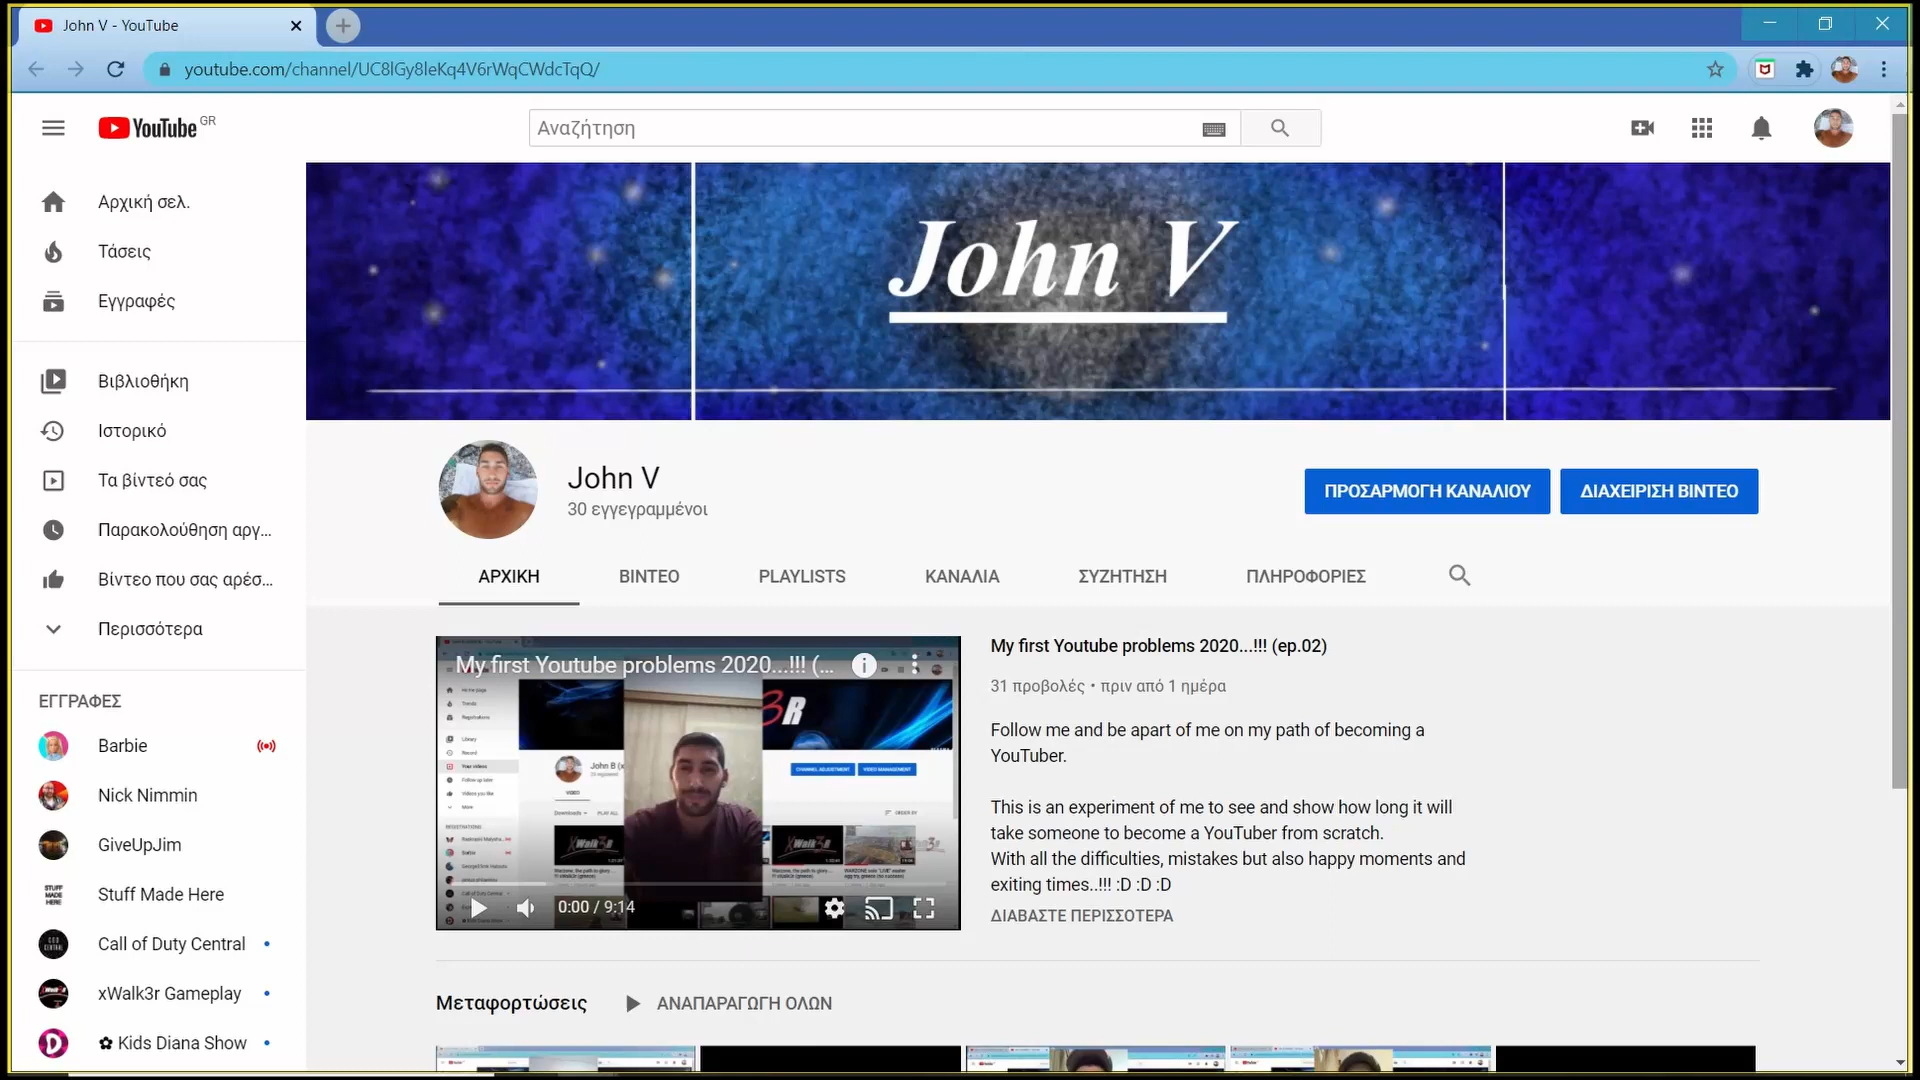 John V - YouTube
youtube.com/channel/UC8lGy8leKq4V6rWqCWdcTqQ/
YouTube GR
Αναζήτηση
Αρχική σελ.
Τάσεις
Εγγραφές
Βιβλιοθήκη
Ιστορικό
Τα βίντεό σας
Παρακολούθηση αργ...
Βίντεο που σας αρέσ...
Περισσότερα
ΕΓΓΡΑΦΕΣ
Barbie
Nick Nimmin
GiveUpJim
Stuff Made Here
Call of Duty Central
xWalk3r Gameplay
✿ Kids Diana Show
John V
John V
30 εγγεγραμμένοι
ΠΡΟΣΑΡΜΟΓΗ ΚΑΝΑΛΙΟΥ
ΔΙΑΧΕΙΡΙΣΗ ΒΙΝΤΕΟ
ΑΡΧΙΚΗ
ΒΙΝΤΕΟ
PLAYLISTS
ΚΑΝΑΛΙΑ
ΣΥΖΗΤΗΣΗ
ΠΛΗΡΟΦΟΡΙΕΣ
My first Youtube problems 2020...!!! (...
0:00 / 9:14
My first Youtube problems 2020...!!! (ep.02)
31 προβολές • πριν από 1 ημέρα
Follow me and be apart of me on my path of becoming a
YouTuber.
This is an experiment of me to see and show how long it will
take someone to become a YouTuber from scratch.
With all the difficulties, mistakes but also happy moments and
exiting times..!!! :D :D :D
ΔΙΑΒΑΣΤΕ ΠΕΡΙΣΣΟΤΕΡΑ
Μεταφορτώσεις
ΑΝΑΠΑΡΑΓΩΓΗ ΟΛΩΝ